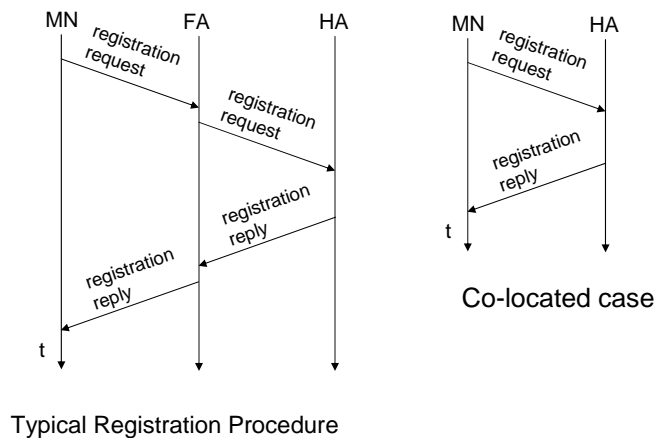 MN FA HA
registration
request
registration
request
registration
reply
registration
reply
t
Typical Registration Procedure
MN HA
registration
request
registration
reply
t
Co-located case